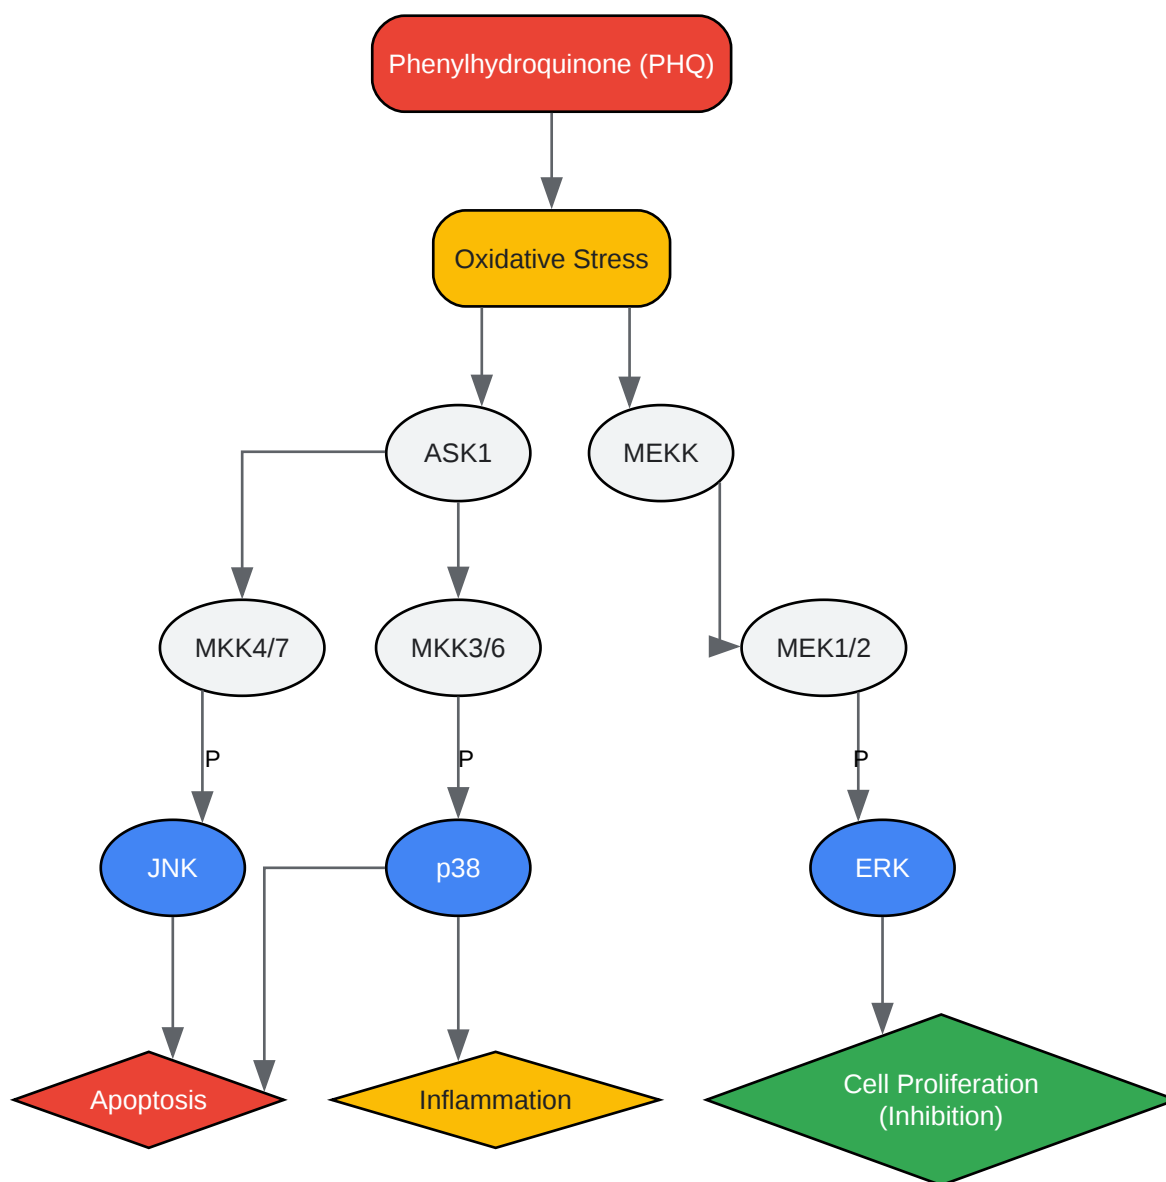 Phenylhydroquinone (PHQ)
Oxidative Stress
ASK1
MEKK
MKK4/7
MKK3/6
MEK1/2
P
P
P
JNK
p38
ERK
Apoptosis
Inflammation
Cell Proliferation
(Inhibition)